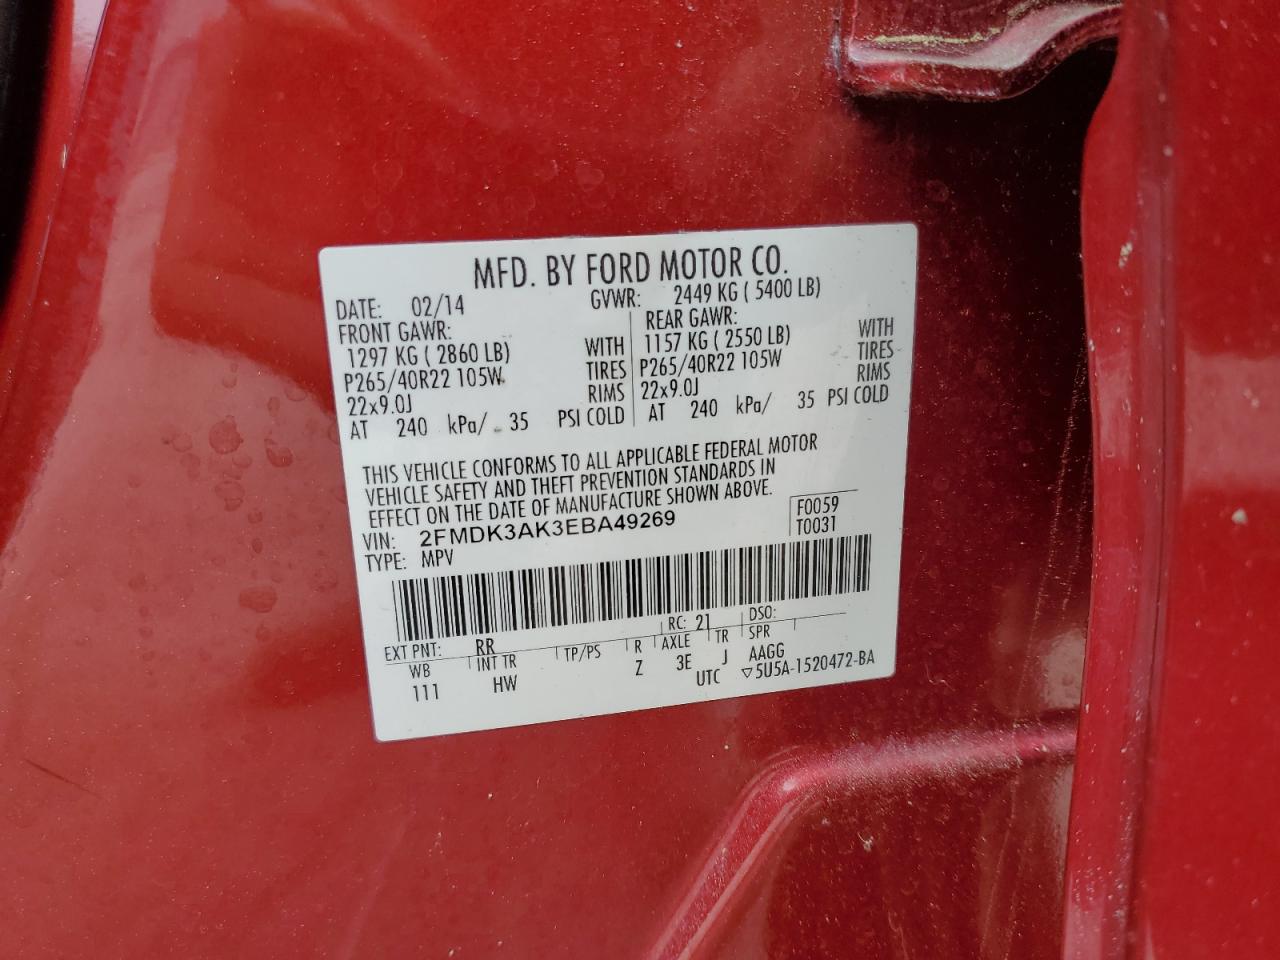 MFD. BY FORD MOTOR CO.
DATE: 02/14 GVWR: 2449 KG ( 5400 LB)
FRONT GAWR: REAR GAWR:
1297 KG ( 2860 LB) WITH 1157 KG ( 2550 LB) WITH
P265/40R22 105W TIRES P265/40R22 105W TIRES
22x9.0J RIMS 22x9.0J RIMS
AT 240 kPa/ 35 PSI COLD AT 240 kPa/ 35 PSI COLD
THIS VEHICLE CONFORMS TO ALL APPLICABLE FEDERAL MOTOR
VEHICLE SAFETY AND THEFT PREVENTION STANDARDS IN
EFFECT ON THE DATE OF MANUFACTURE SHOWN ABOVE.
F0059
VIN: 2FMDK3AK3EBA49269 T0031
TYPE: MPV
EXT PNT: RR RC: 21 DSO:
WB INT TR TP/PS R AXLE TR SPR
111 HW Z 3E J AAGG
UTC ▽5U5A-1520472-BA